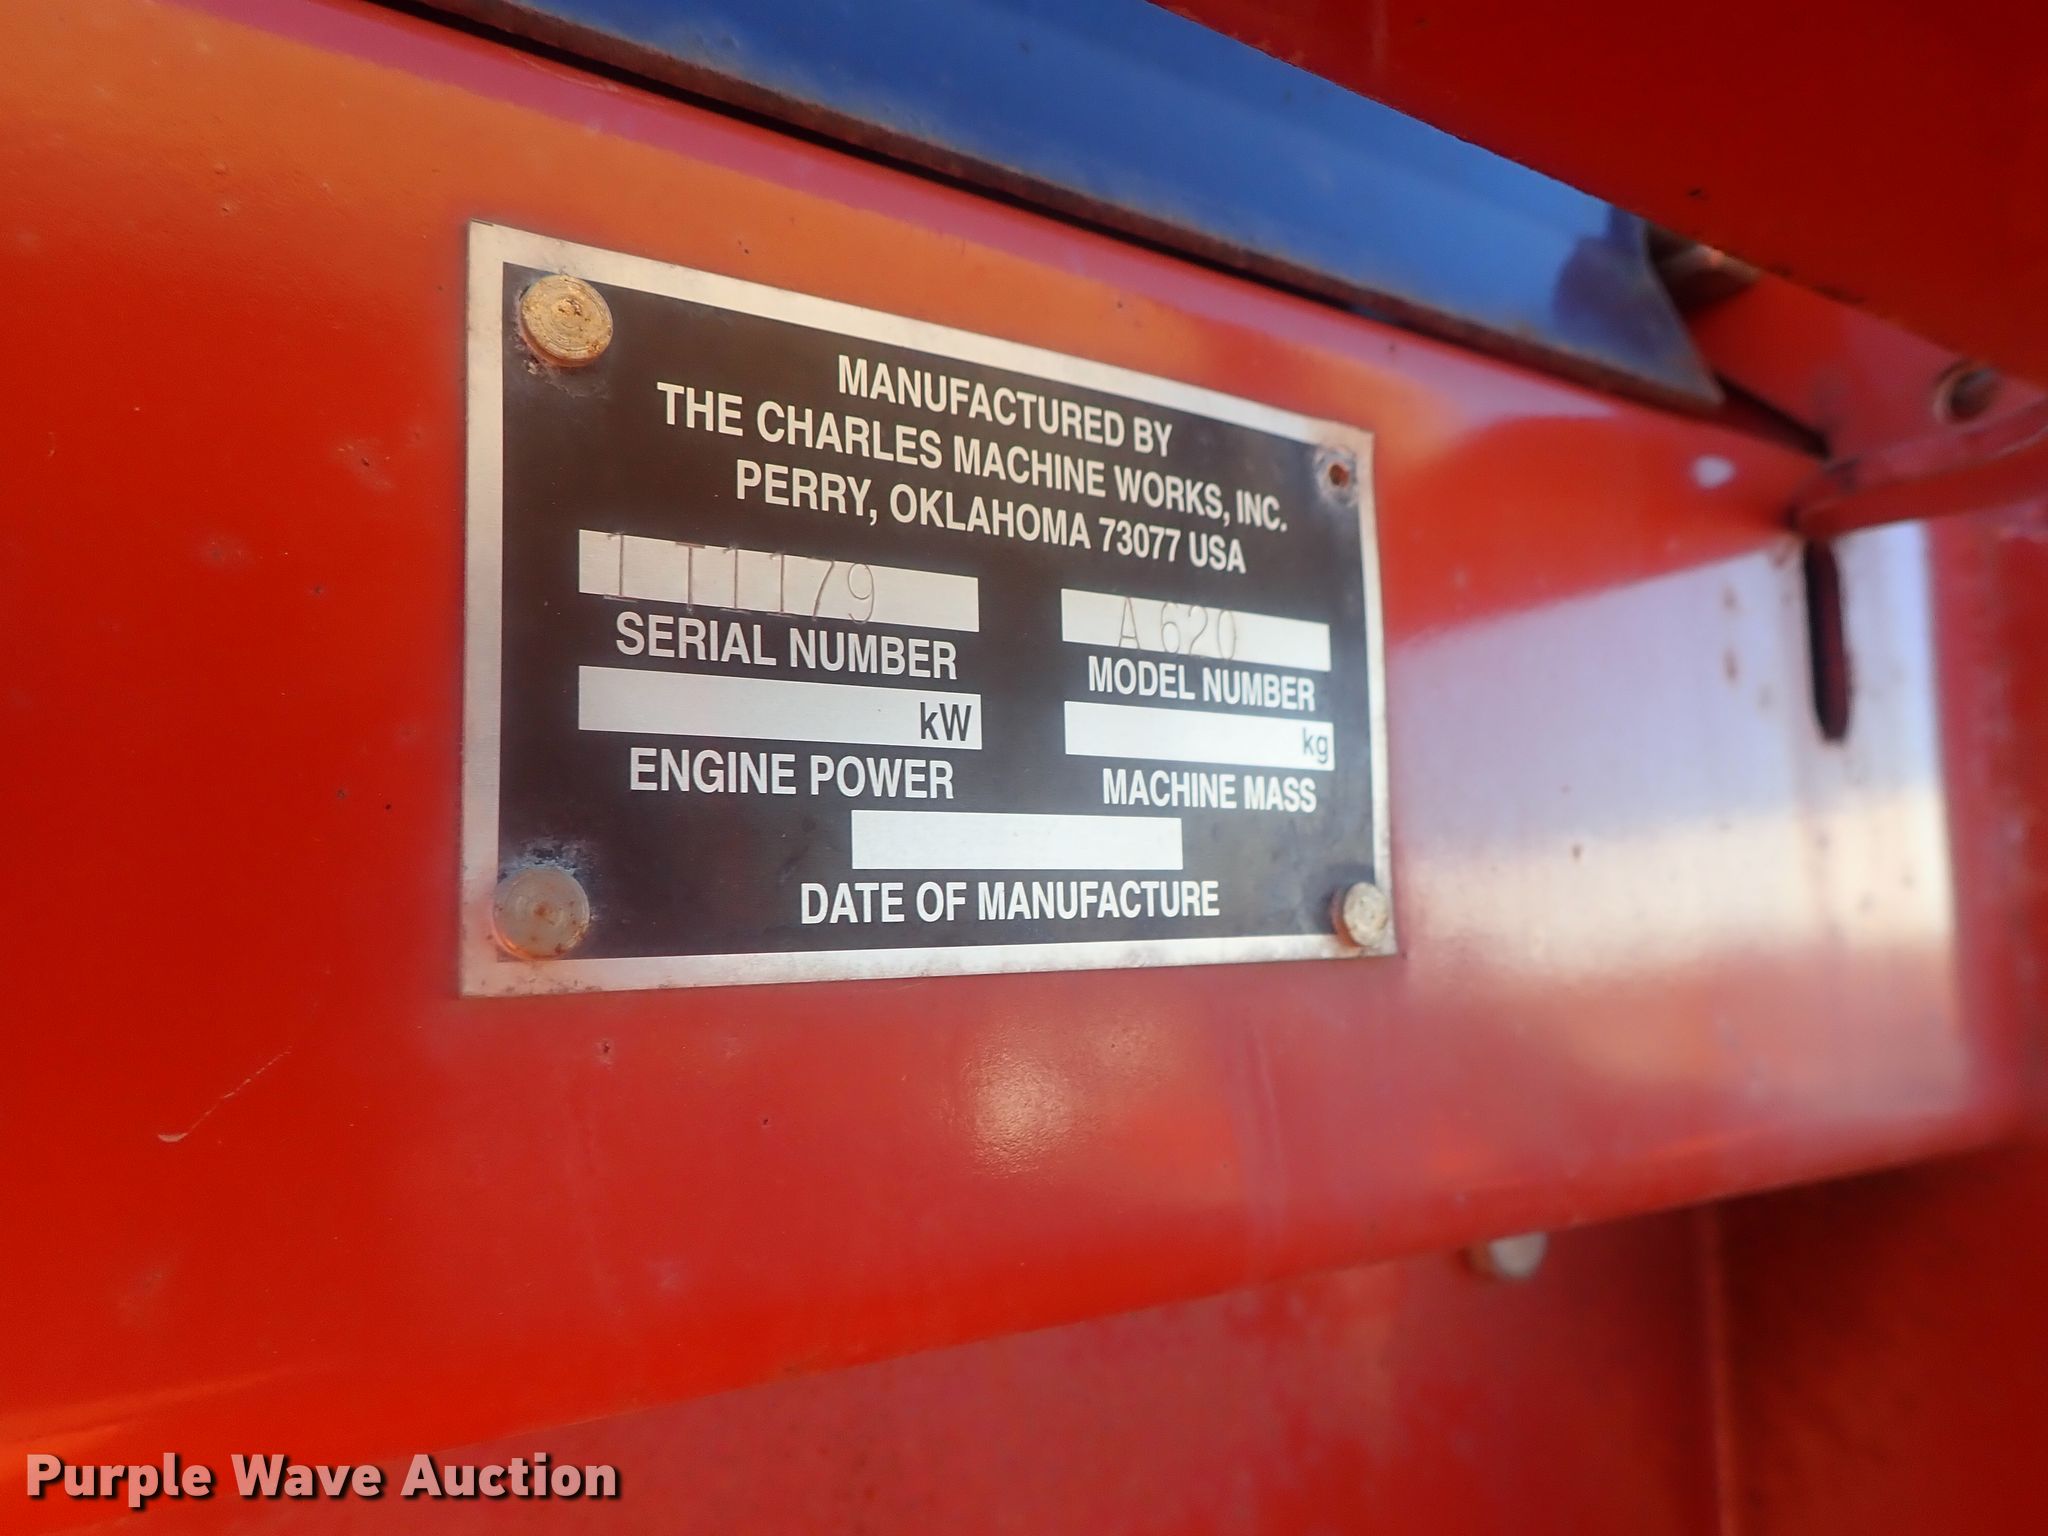 MANUFACTURED BY
THE CHARLES MACHINE WORKS, INC.
PERRY, OKLAHOMA 73077 USA
1T1179
SERIAL NUMBER
A 620
MODEL NUMBER
kW
ENGINE POWER
kg
MACHINE MASS
DATE OF MANUFACTURE
Purple Wave Auction